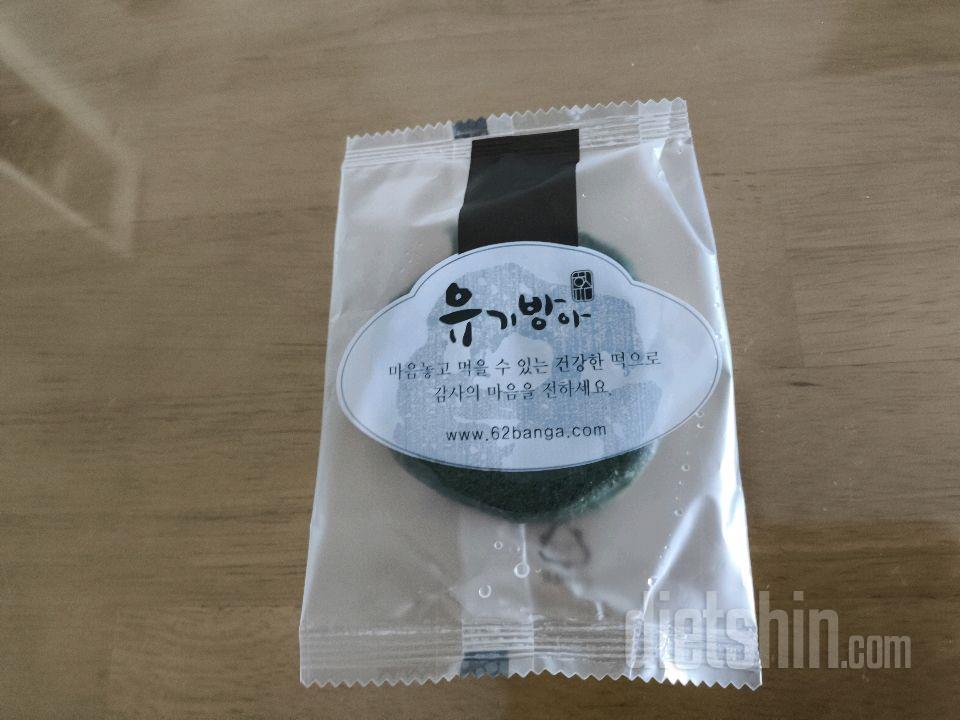 유기방아
마음놓고 먹을 수 있는 건강한 떡으로
감사의 마음을 전하세요.
www.62banga.com
dietshin.com